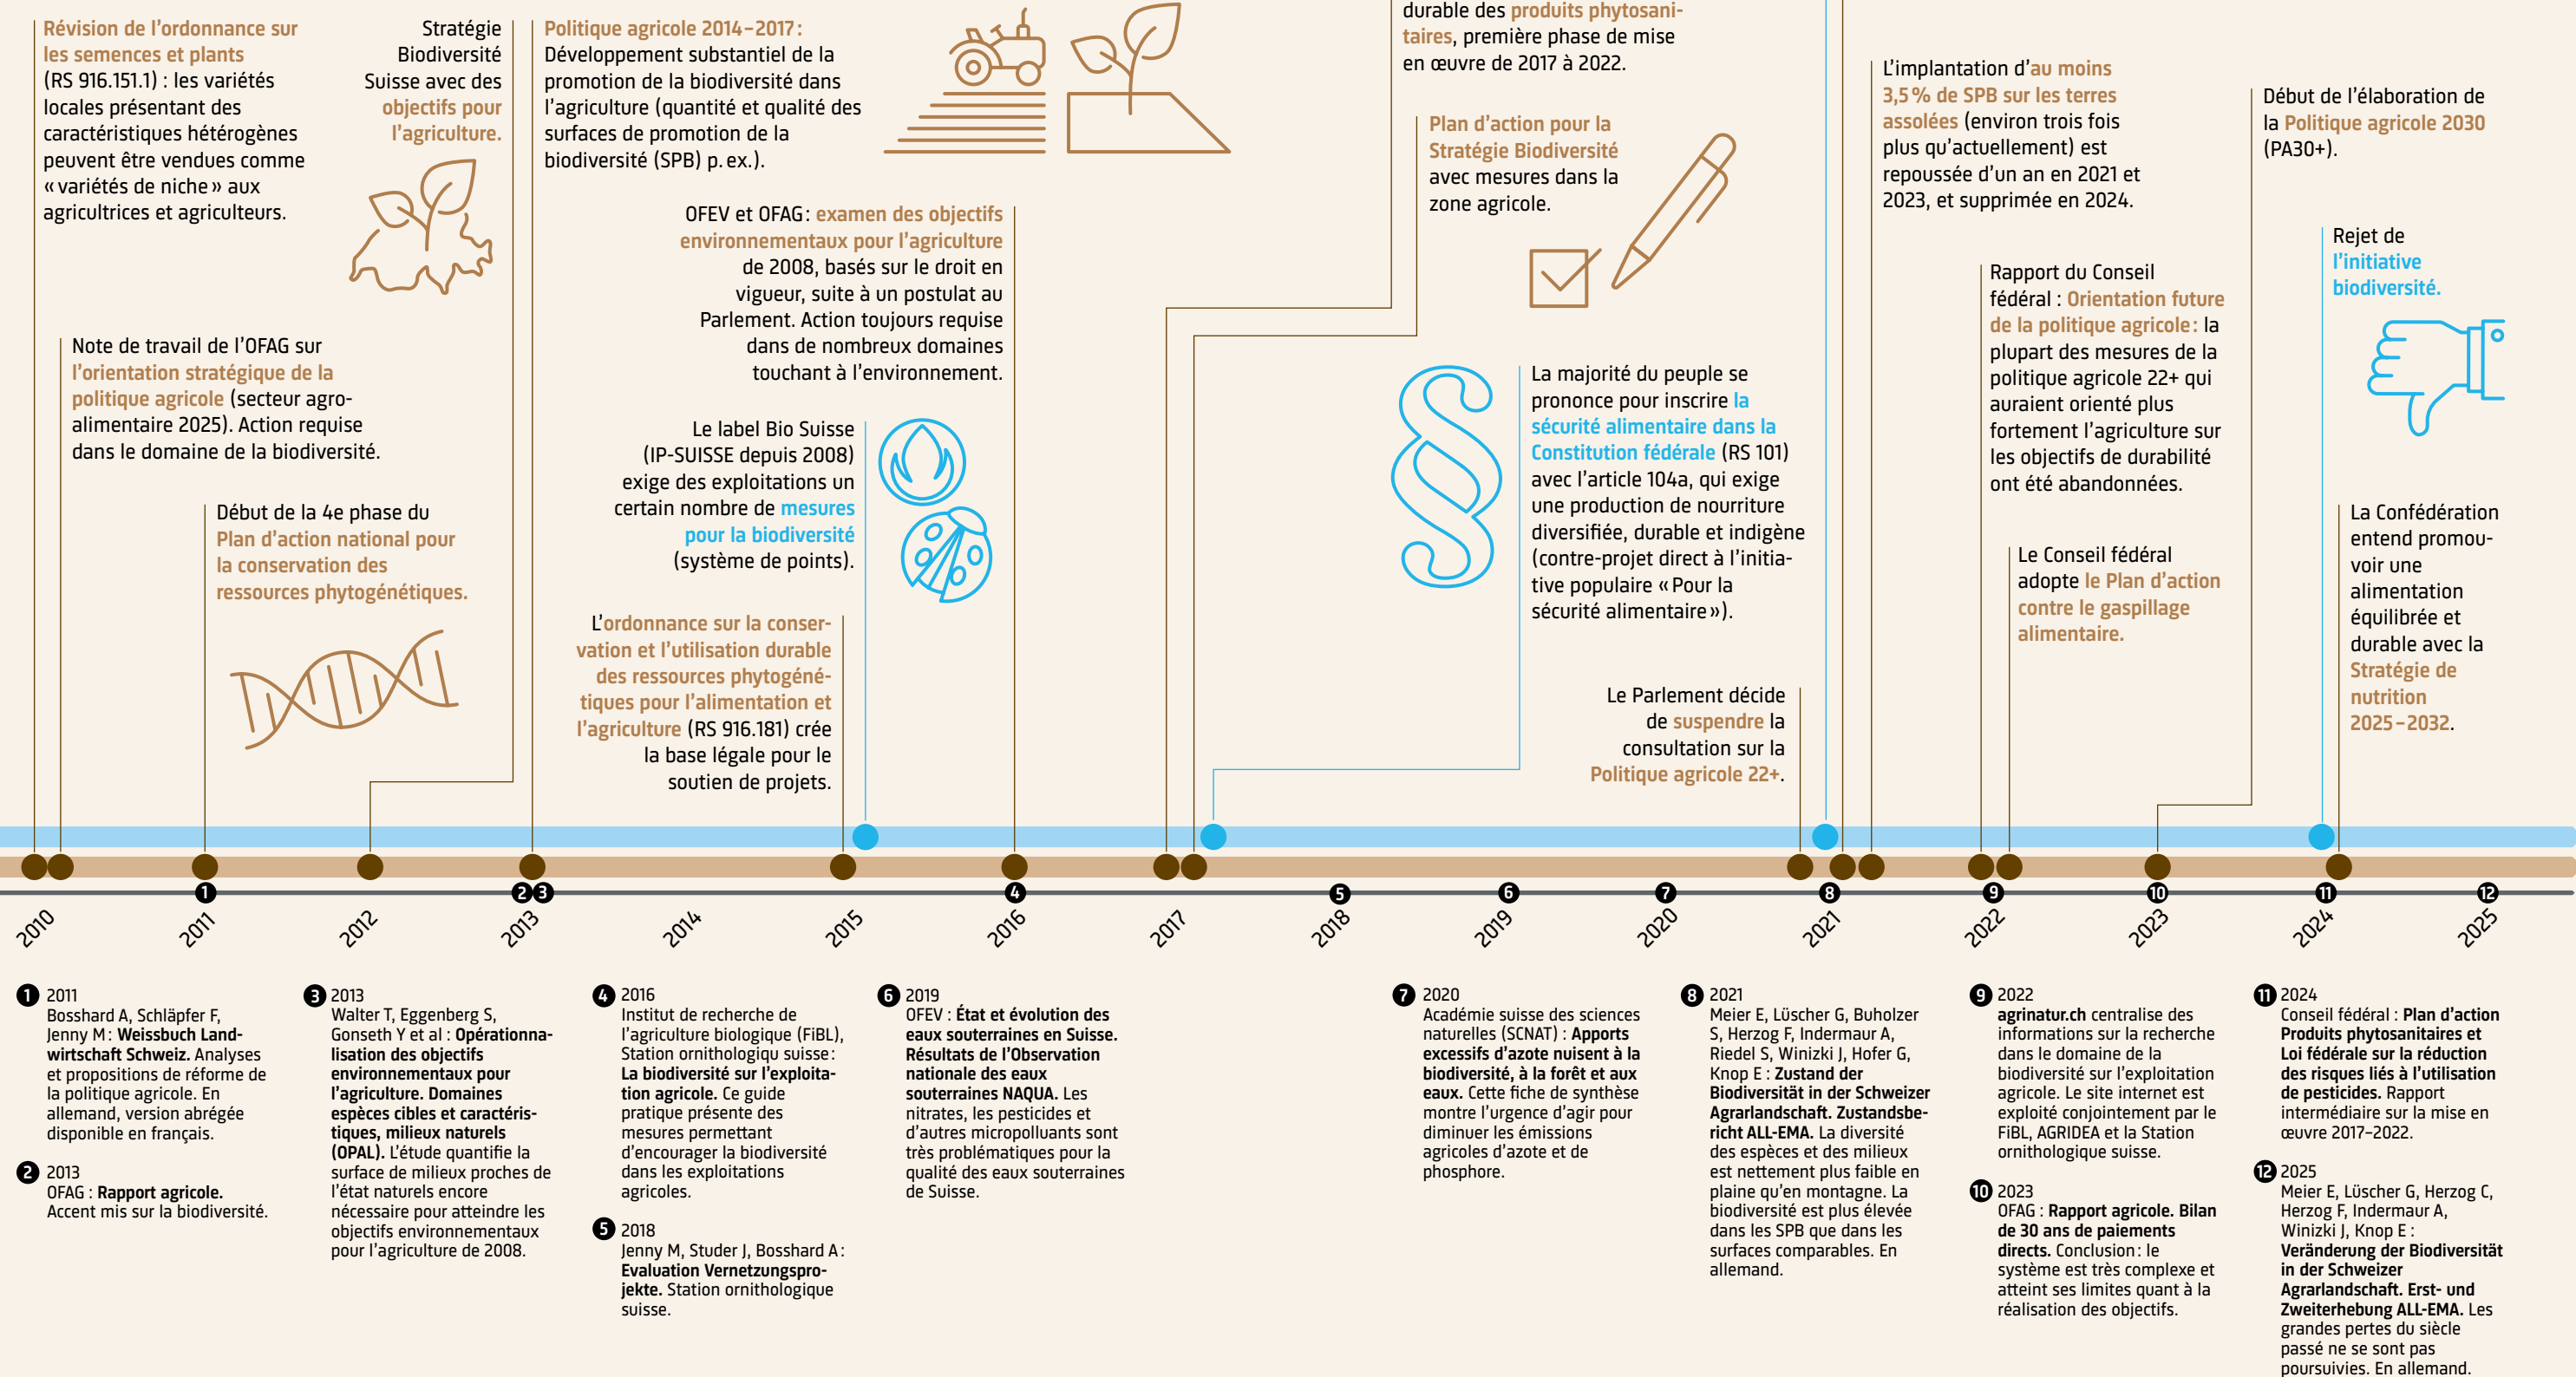 Révision de l'ordonnance sur
les semences et plants
(RS 916.151.1) : les variétés
locales présentant des
caractéristiques hétérogènes
peuvent être vendues comme
« variétés de niche » aux
agricultrices et agriculteurs.
Note de travail de l'OFAG sur
l'orientation stratégique de la
politique agricole (secteur agro-
alimentaire 2025). Action requise
dans le domaine de la biodiversité.
Début de la 4e phase du
Plan d'action national pour
la conservation des
ressources phytogénétiques.
Stratégie
Biodiversité
Suisse avec des
objectifs pour
l'agriculture.
Politique agricole 2014–2017 :
Développement substantiel de la
promotion de la biodiversité dans
l'agriculture (quantité et qualité des
surfaces de promotion de la
biodiversité (SPB) p. ex.).
OFEV et OFAG : examen des objectifs
environnementaux pour l'agriculture
de 2008, basés sur le droit en
vigueur, suite à un postulat au
Parlement. Action toujours requise
dans de nombreux domaines
touchant à l'environnement.
Le label Bio Suisse
(IP-SUISSE depuis 2008)
exige des exploitations un
certain nombre de mesures
pour la biodiversité
(système de points).
L'ordonnance sur la conser-
vation et l'utilisation durable
des ressources phytogéné-
tiques pour l'alimentation et
l'agriculture (RS 916.181) crée
la base légale pour le
soutien de projets.
durable des produits phytosani-
taires, première phase de mise
en œuvre de 2017 à 2022.
Plan d'action pour la
Stratégie Biodiversité
avec mesures dans la
zone agricole.
La majorité du peuple se
prononce pour inscrire la
sécurité alimentaire dans la
Constitution fédérale (RS 101)
avec l'article 104a, qui exige
une production de nourriture
diversifiée, durable et indigène
(contre-projet direct à l'initia-
tive populaire « Pour la
sécurité alimentaire »).
Le Parlement décide
de suspendre la
consultation sur la
Politique agricole 22+.
L'implantation d'au moins
3,5 % de SPB sur les terres
assolées (environ trois fois
plus qu'actuellement) est
repoussée d'un an en 2021 et
2023, et supprimée en 2024.
Rapport du Conseil
fédéral : Orientation future
de la politique agricole : la
plupart des mesures de la
politique agricole 22+ qui
auraient orienté plus
fortement l'agriculture sur
les objectifs de durabilité
ont été abandonnées.
Le Conseil fédéral
adopte le Plan d'action
contre le gaspillage
alimentaire.
Début de l'élaboration de
la Politique agricole 2030
(PA30+).
Rejet de
l'initiative
biodiversité.
La Confédération
entend promou-
voir une
alimentation
équilibrée et
durable avec la
Stratégie de
nutrition
2025–2032.
1 2 3 4 5 6 7 8 9 10 11 12
2010 2011 2012 2013 2014 2015 2016 2017 2018 2019 2020 2021 2022 2023 2024 2025
1 2011
Bosshard A, Schläpfer F,
Jenny M : Weissbuch Land-
wirtschaft Schweiz. Analyses
et propositions de réforme de
la politique agricole. En
allemand, version abrégée
disponible en français.
2 2013
OFAG : Rapport agricole.
Accent mis sur la biodiversité.
3 2013
Walter T, Eggenberg S,
Gonseth Y et al : Opérationna-
lisation des objectifs
environnementaux pour
l'agriculture. Domaines
espèces cibles et caractéris-
tiques, milieux naturels
(OPAL). L'étude quantifie la
surface de milieux proches de
l'état naturels encore
nécessaire pour atteindre les
objectifs environnementaux
pour l'agriculture de 2008.
4 2016
Institut de recherche de
l'agriculture biologique (FiBL),
Station ornithologiqu suisse :
La biodiversité sur l'exploita-
tion agricole. Ce guide
pratique présente des
mesures permettant
d'encourager la biodiversité
dans les exploitations
agricoles.
5 2018
Jenny M, Studer J, Bosshard A :
Evaluation Vernetzungspro-
jekte. Station ornithologique
suisse.
6 2019
OFEV : État et évolution des
eaux souterraines en Suisse.
Résultats de l'Observation
nationale des eaux
souterraines NAQUA. Les
nitrates, les pesticides et
d'autres micropolluants sont
très problématiques pour la
qualité des eaux souterraines
de Suisse.
7 2020
Académie suisse des sciences
naturelles (SCNAT) : Apports
excessifs d'azote nuisent à la
biodiversité, à la forêt et aux
eaux. Cette fiche de synthèse
montre l'urgence d'agir pour
diminuer les émissions
agricoles d'azote et de
phosphore.
8 2021
Meier E, Lüscher G, Buholzer
S, Herzog F, Indermaur A,
Riedel S, Winizki J, Hofer G,
Knop E : Zustand der
Biodiversität in der Schweizer
Agrarlandschaft. Zustandsbe-
richt ALL-EMA. La diversité
des espèces et des milieux
est nettement plus faible en
plaine qu'en montagne. La
biodiversité est plus élevée
dans les SPB que dans les
surfaces comparables. En
allemand.
9 2022
agrinatur.ch centralise des
informations sur la recherche
dans le domaine de la
biodiversité sur l'exploitation
agricole. Le site internet est
exploité conjointement par le
FiBL, AGRIDEA et la Station
ornithologique suisse.
10 2023
OFAG : Rapport agricole. Bilan
de 30 ans de paiements
directs. Conclusion : le
système est très complexe et
atteint ses limites quant à la
réalisation des objectifs.
11 2024
Conseil fédéral : Plan d'action
Produits phytosanitaires et
Loi fédérale sur la réduction
des risques liés à l'utilisation
de pesticides. Rapport
intermédiaire sur la mise en
œuvre 2017–2022.
12 2025
Meier E, Lüscher G, Herzog C,
Herzog F, Indermaur A,
Winizki J, Knop E :
Veränderung der Biodiversität
in der Schweizer
Agrarlandschaft. Erst- und
Zweiterhebung ALL-EMA. Les
grandes pertes du siècle
passé ne se sont pas
poursuivies. En allemand.